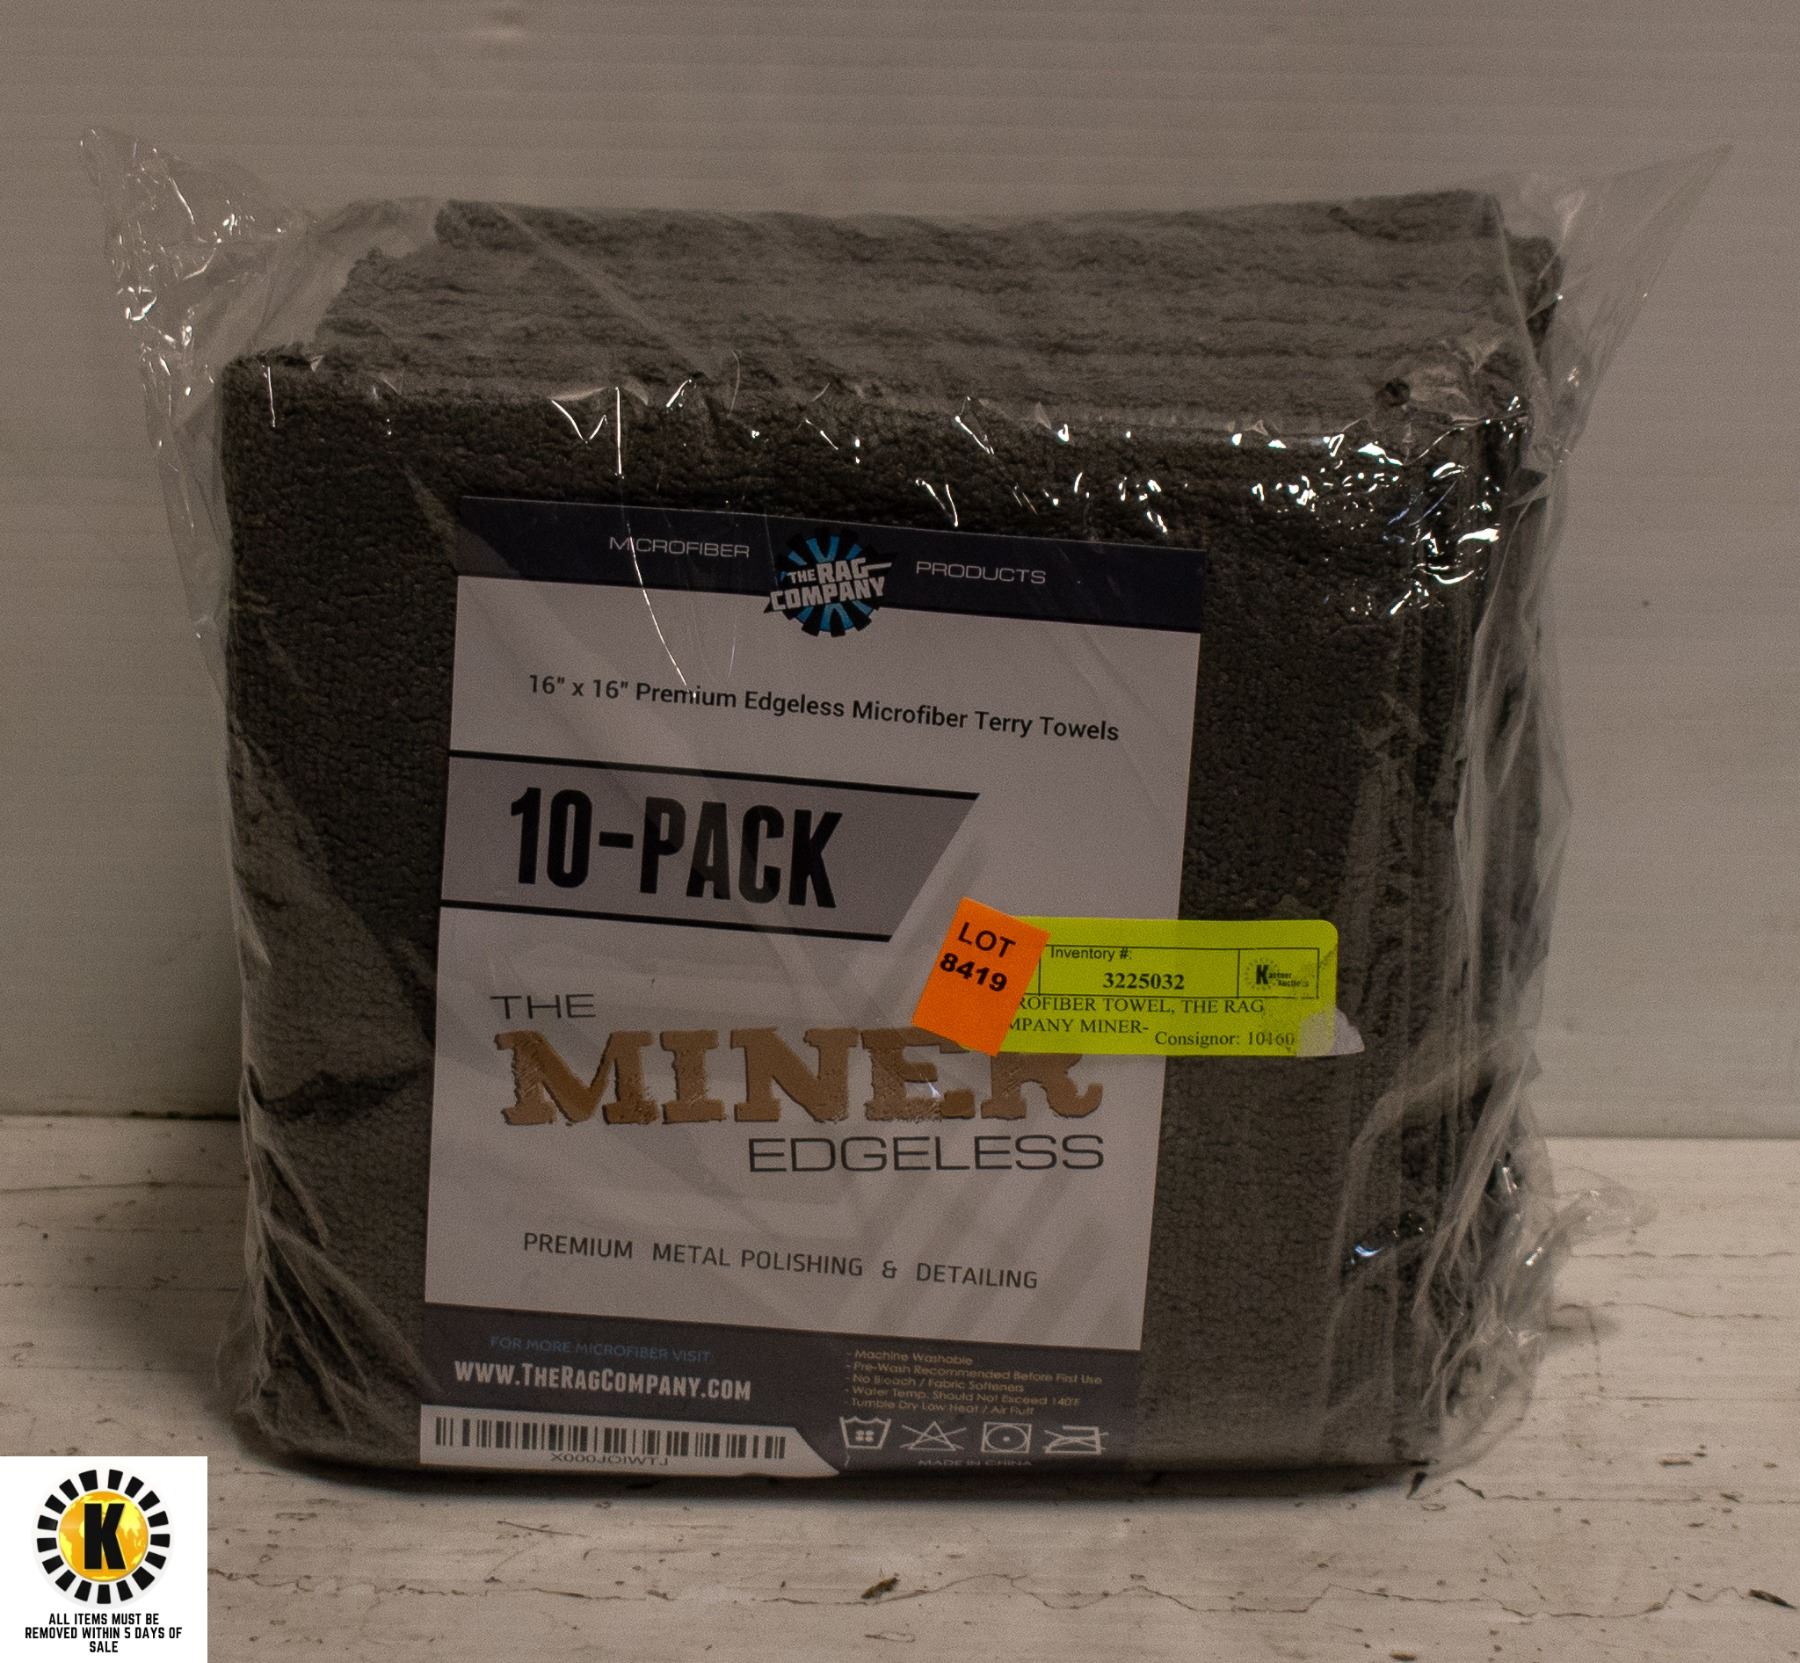 MICROFIBER THE RAG COMPANY PRODUCTS
16" x 16" Premium Edgeless Microfiber Terry Towels
10-PACK
LOT
8419
Inventory #:
3225032
Kastner
Auctions
ROFIBER TOWEL, THE RAG
MPANY MINER-
Consignor: 10160
THE
MINER
EDGELESS
PREMIUM METAL POLISHING & DETAILING
FOR MORE MICROFIBER VISIT:
WWW.THERAGCOMPANY.COM
- Machine Washable
- Pre-Wash Recommended Before First Use
- No Bleach / Fabric Softeners
- Water Temp. Should Not Exceed 140°F
- Tumble Dry Low Heat / Air Fluff
X000JOIWTJ
MADE IN CHINA
K
ALL ITEMS MUST BE
REMOVED WITHIN 5 DAYS OF
SALE